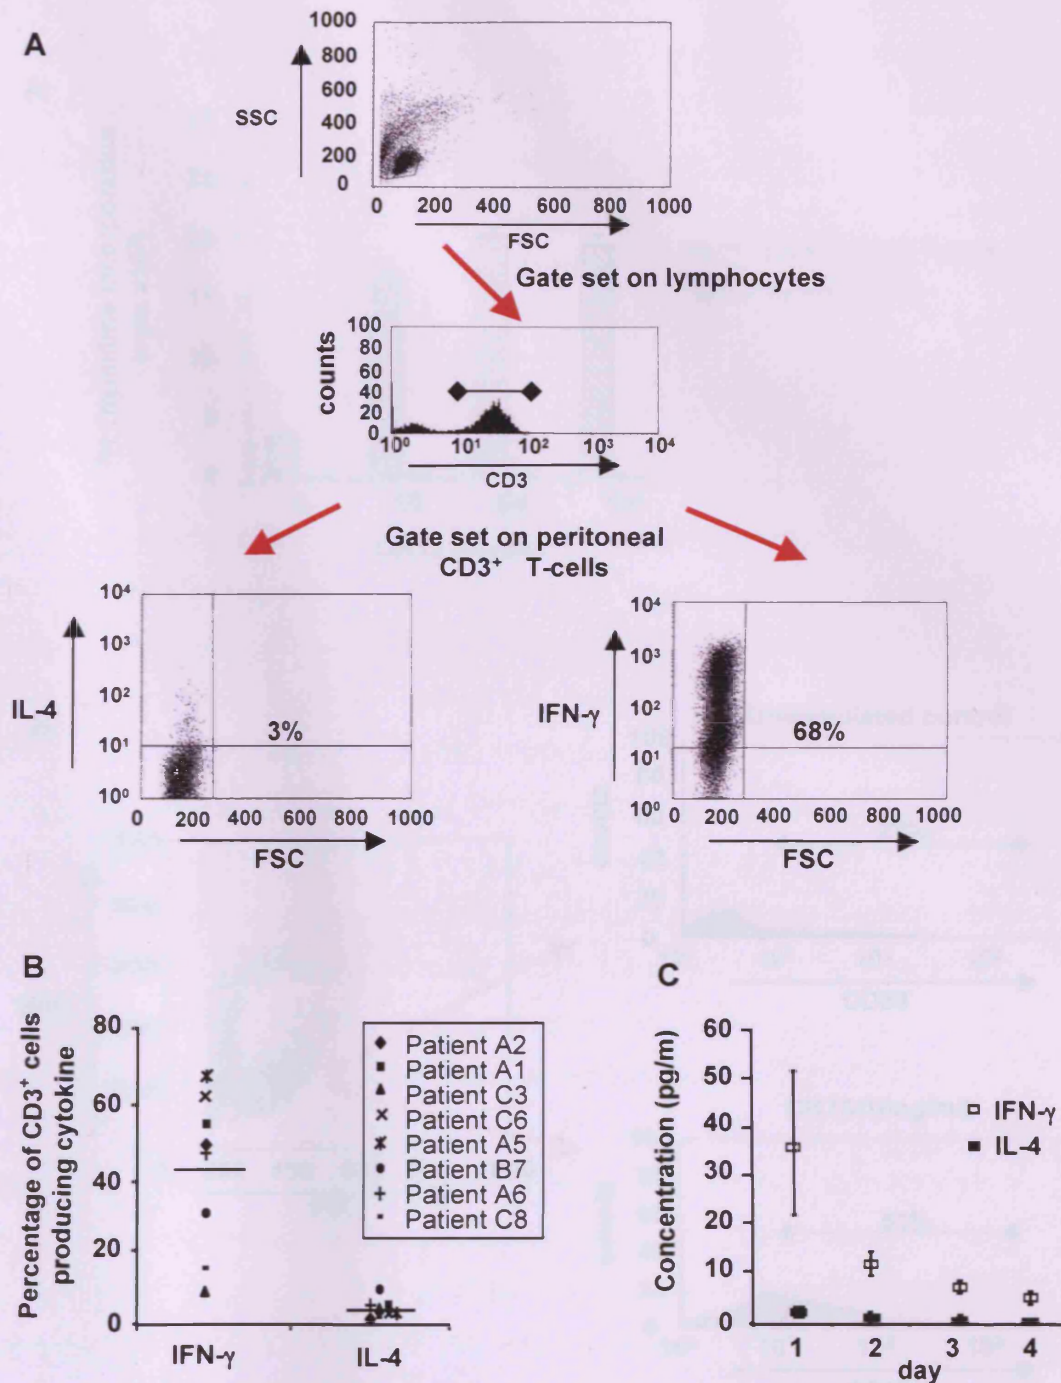 A
1000
800
600
400
200
0
SSC
0 200 400 600 800 1000
FSC
Gate set on lymphocytes
100
80
60
40
20
0
counts
10⁰ 10¹ 10² 10³ 10⁴
CD3
Gate set on peritoneal
CD3⁺ T-cells
10⁴
10³
10²
10¹
10⁰
IL-4
3%
0 200 400 600 800 1000
FSC
10⁴
10³
10²
10¹
10⁰
IFN-γ
68%
0 200 400 600 800 1000
FSC
B
Percentage of CD3⁺ cells
producing cytokine
80
60
40
20
0
IFN-γ IL-4
Patient A2
Patient A1
Patient C3
Patient C6
Patient A5
Patient B7
Patient A6
Patient C8
C
Concentration (pg/m)
60
50
30
30
20
10
0
IFN-γ
IL-4
1 2 3 4
day